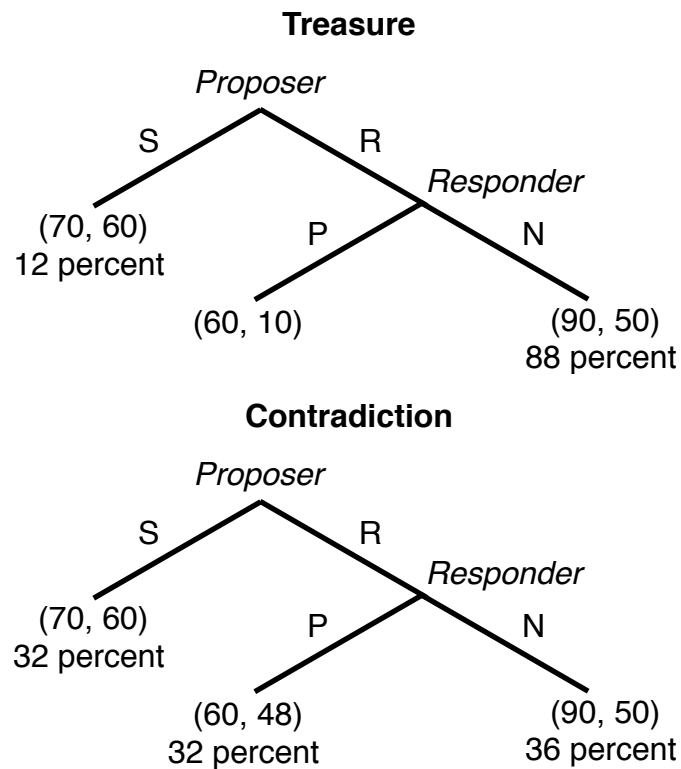 Treasure
Proposer
S
R
Responder
(70, 60)
12 percent
P
N
(60, 10)
(90, 50)
88 percent
Contradiction
Proposer
S
R
Responder
(70, 60)
32 percent
P
N
(60, 48)
32 percent
(90, 50)
36 percent